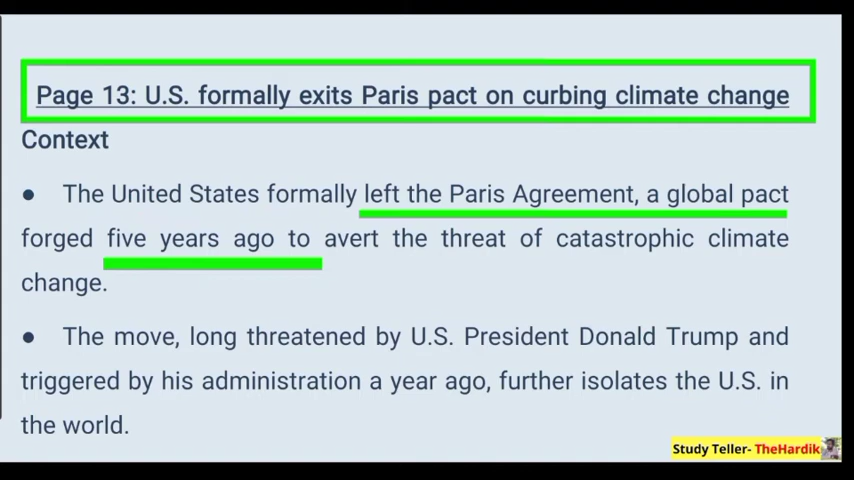 Page 13: U.S. formally exits Paris pact on curbing climate change
Context
● The United States formally left the Paris Agreement, a global pact
forged five years ago to avert the threat of catastrophic climate
change.
● The move, long threatened by U.S. President Donald Trump and
triggered by his administration a year ago, further isolates the U.S. in
the world.
Study Teller- TheHardik